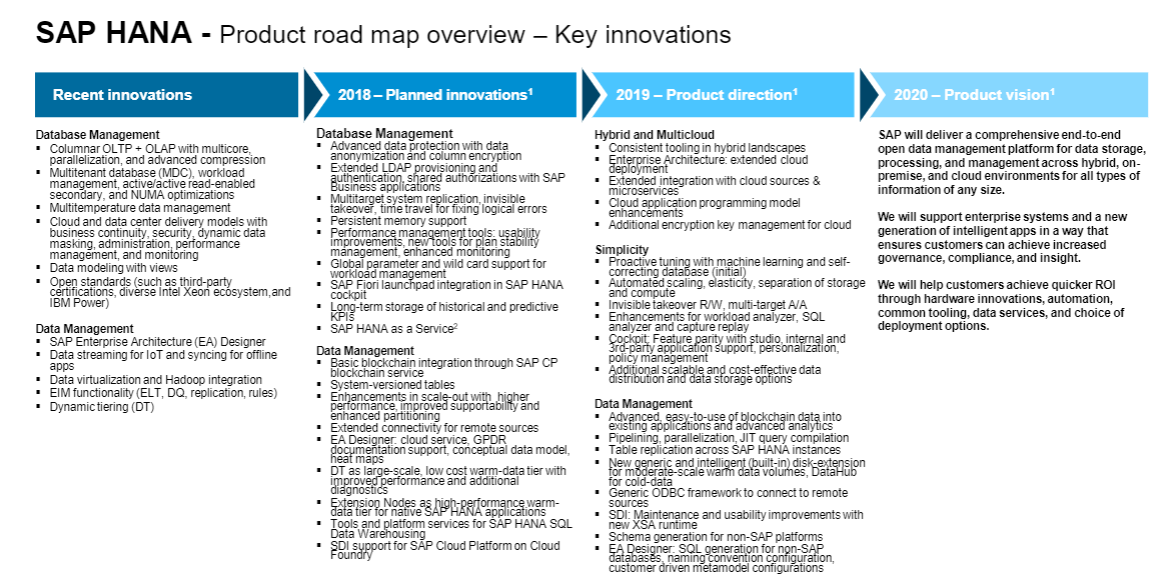 SAP HANA - Product road map overview – Key innovations
Recent innovations
2018 – Planned innovations¹
2019 – Product direction¹
2020 – Product vision¹
Database Management
▪ Columnar OLTP + OLAP with multicore,
parallelization, and advanced compression
▪ Multitenant database (MDC), workload
management, active/active read-enabled
secondary, and NUMA optimizations
▪ Multitemperature data management
▪ Cloud and data center delivery models with
business continuity, security, dynamic data
masking, administration, performance
management, and monitoring
▪ Data modeling with views
▪ Open standards (such as third-party
certifications, diverse Intel Xeon ecosystem,and
IBM Power)
Data Management
▪ SAP Enterprise Architecture (EA) Designer
▪ Data streaming for IoT and syncing for offline
apps
▪ Data virtualization and Hadoop integration
▪ EIM functionality (ELT, DQ, replication, rules)
▪ Dynamic tiering (DT)
Database Management
▪ Advanced data protection with data
anonymization and column encryption
▪ Extended LDAP provisioning and
authentication, shared authorizations with SAP
Business applications
▪ Multitarget system replication, invisible
takeover, time travel for fixing logical errors
▪ Persistent memory support
▪ Performance management tools: usability
improvements, new tools for plan stability
management, enhanced monitoring
▪ Global parameter and wild card support for
workload management
▪ SAP Fiori launchpad integration in SAP HANA
cockpit
▪ Long-term storage of historical and predictive
KPIs
▪ SAP HANA as a Service²
Data Management
▪ Basic blockchain integration through SAP CP
blockchain service
▪ System-versioned tables
▪ Enhancements in scale-out with higher
performance, improved supportability and
enhanced partitioning
▪ Extended connectivity for remote sources
▪ EA Designer: cloud service, GPDR
documentation support, conceptual data model,
heat maps
▪ DT as large-scale, low cost warm-data tier with
improved performance and additional
diagnostics
▪ Extension Nodes as high-performance warm-
data tier for native SAP HANA applications
▪ Tools and platform services for SAP HANA SQL
Data Warehousing
▪ SDI support for SAP Cloud Platform on Cloud
Foundry
Hybrid and Multicloud
▪ Consistent tooling in hybrid landscapes
▪ Enterprise Architecture: extended cloud
deployment
▪ Extended integration with cloud sources &
microservices
▪ Cloud application programming model
enhancements
▪ Additional encryption key management for cloud
Simplicity
▪ Proactive tuning with machine learning and self-
correcting database (initial)
▪ Automated scaling, elasticity, separation of storage
and compute
▪ Invisible takeover R/W, multi-target A/A
▪ Enhancements for workload analyzer, SQL
analyzer and capture replay
▪ Cockpit: Feature parity with studio, internal and
3rd-party application support, personalization,
policy management
▪ Additional scalable and cost-effective data
distribution and data storage options
Data Management
▪ Advanced, easy-to-use of blockchain data into
existing applications and advanced analytics
▪ Pipelining, parallelization, JIT query compilation
▪ Table replication across SAP HANA instances
▪ New generic and intelligent (built-in) disk-extension
for moderate-scale warm data volumes, DataHub
for cold-data
▪ Generic ODBC framework to connect to remote
sources
▪ SDI: Maintenance and usability improvements with
new XSA runtime
▪ Schema generation for non-SAP platforms
▪ EA Designer: SQL generation for non-SAP
databases, naming convention configuration,
customer driven metamodel configurations
SAP will deliver a comprehensive end-to-end
open data management platform for data storage,
processing, and management across hybrid, on-
premise, and cloud environments for all types of
information of any size.
We will support enterprise systems and a new
generation of intelligent apps in a way that
ensures customers can achieve increased
governance, compliance, and insight.
We will help customers achieve quicker ROI
through hardware innovations, automation,
common tooling, data services, and choice of
deployment options.